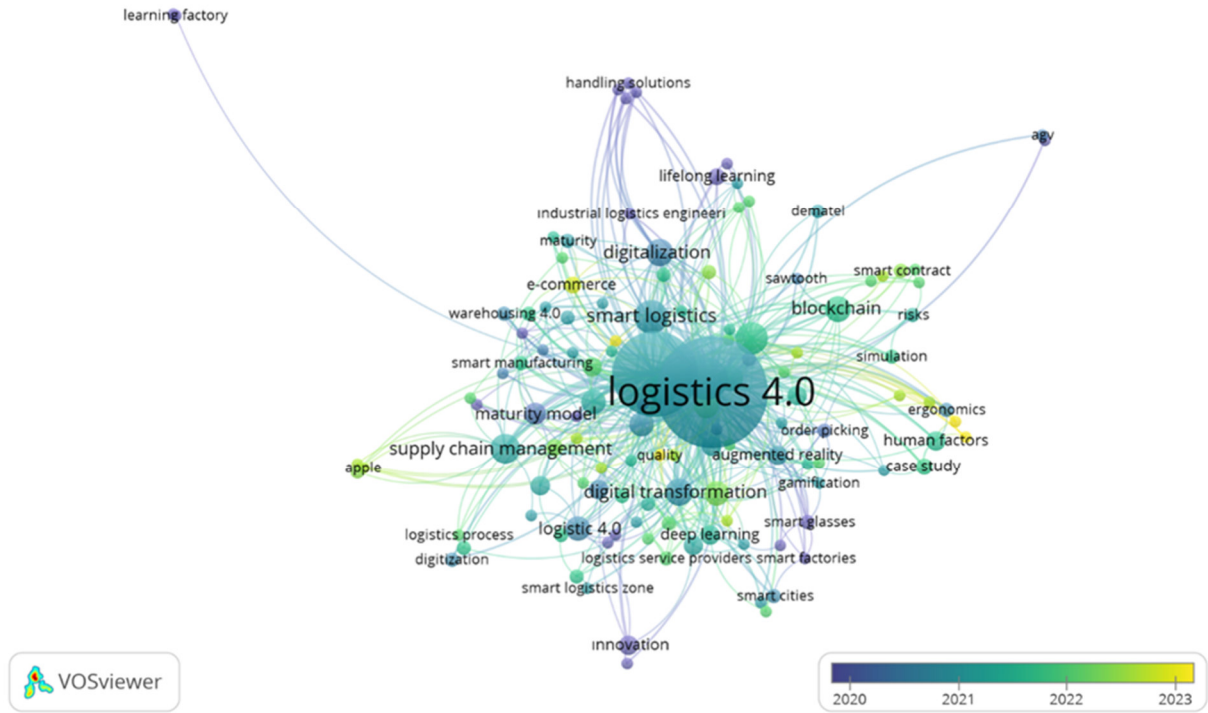 learning factory
handling solutions
agv
lifelong learning
industrial logistics engineeri
dematel
maturity
digitalization
sawtooth
smart contract
e-commerce
blockchain
warehousing 4.0
smart logistics
risks
smart manufacturing
simulation
logistics 4.0
maturity model
ergonomics
order picking
human factors
supply chain management
quality
augmented reality
case study
apple
gamification
digital transformation
smart glasses
logistic 4.0
logistics process
deep learning
digitization
logistics service providers
smart factories
smart logistics zone
smart cities
innovation
VOSviewer
2020 2021 2022 2023